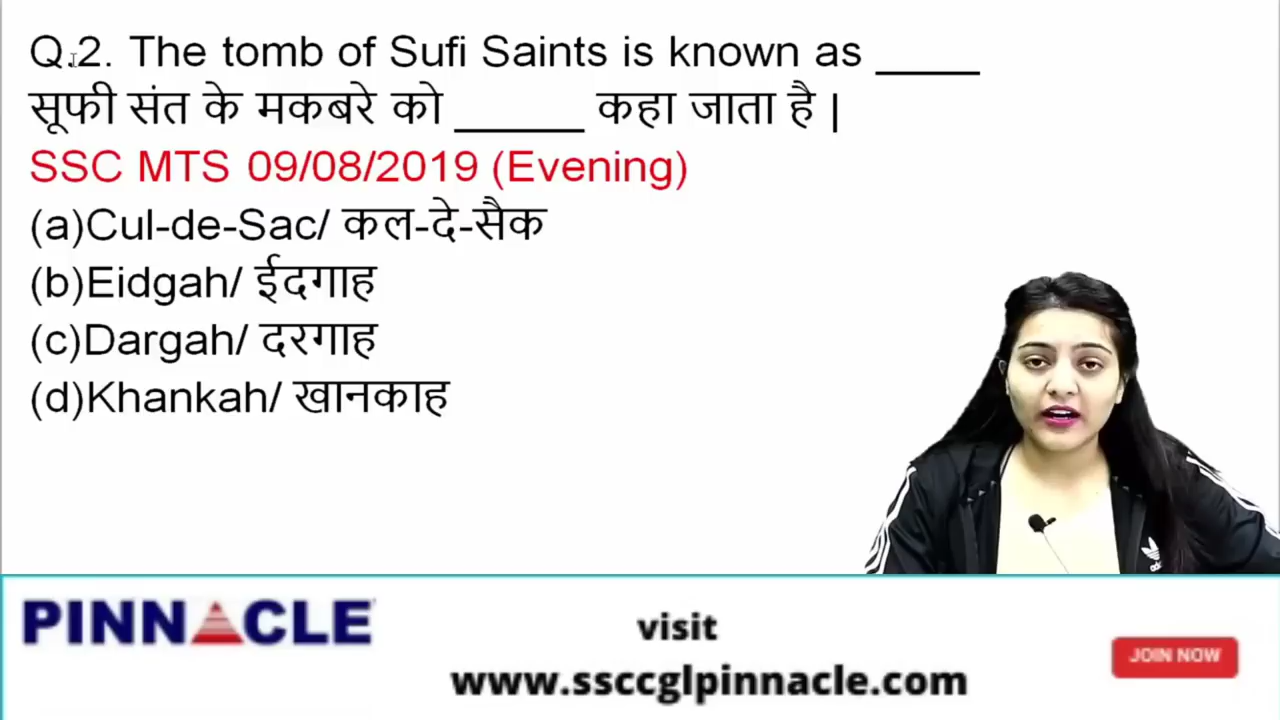 Q.2. The tomb of Sufi Saints is known as ____
सूफी संत के मकबरे को _____ कहा जाता है |
SSC MTS 09/08/2019 (Evening)
(a)Cul-de-Sac/ कल-दे-सैक
(b)Eidgah/ ईदगाह
(c)Dargah/ दरगाह
(d)Khankah/ खानकाह
PINNACLE
visit
www.ssccglpinnacle.com
JOIN NOW